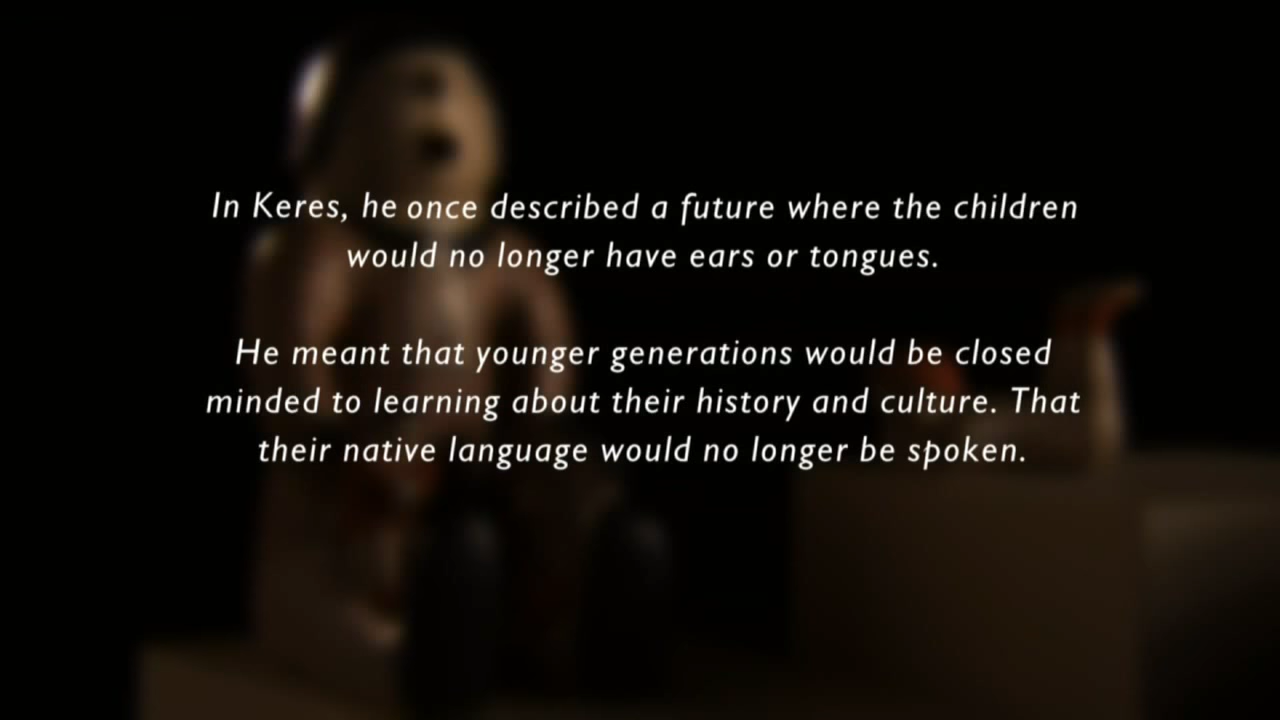 In Keres, he once described a future where the children
would no longer have ears or tongues.
He meant that younger generations would be closed
minded to learning about their history and culture. That
their native language would no longer be spoken.